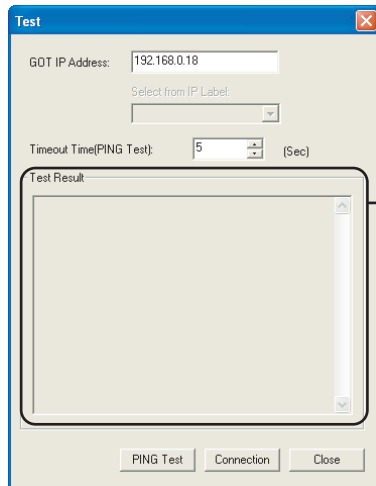 Test
GOT IP Address: 192.168.0.18
Select from IP Label:
Timeout Time(PING Test): 5 (Sec)
Test Result
PING Test Connection Close